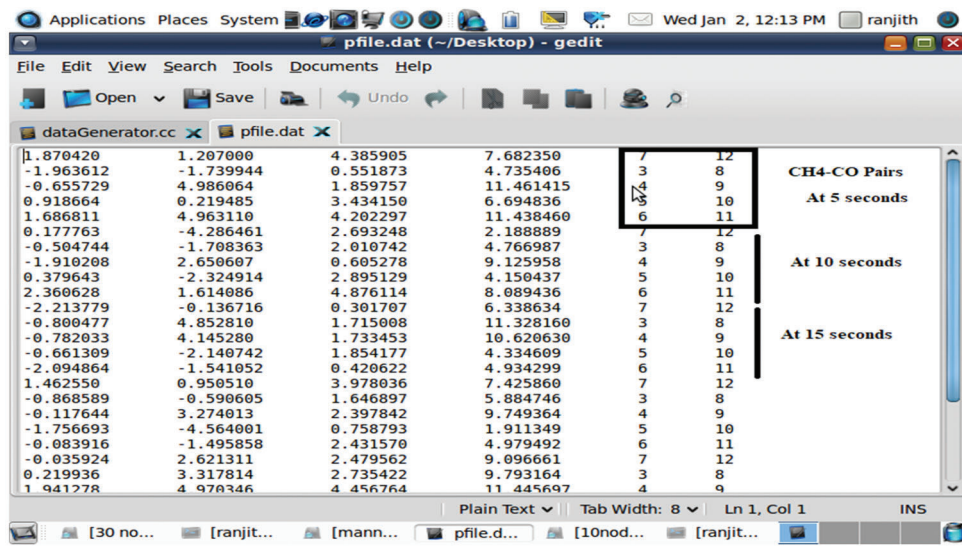 Applications Places System Wed Jan 2, 12:13 PM ranjith
pfile.dat (~/Desktop) - gedit
File Edit View Search Tools Documents Help
Open Save Undo
dataGenerator.cc pfile.dat
1.870420 1.207000 4.385905 7.682350 7 12
-1.963612 -1.739944 0.551873 4.735406 3 8 CH4-CO Pairs
-0.655729 4.986064 1.859757 11.461415 4 9
0.918664 0.219485 3.434150 6.694836 5 10 At 5 seconds
1.686811 4.963110 4.202297 11.438460 6 11
0.177763 -4.286461 2.693248 2.188889 7 12
-0.504744 -1.708363 2.010742 4.766987 3 8
-1.910208 2.650607 0.605278 9.125958 4 9 At 10 seconds
0.379643 -2.324914 2.895129 4.150437 5 10
2.360628 1.614086 4.876114 8.089436 6 11
-2.213779 -0.136716 0.301707 6.338634 7 12
-0.800477 4.852810 1.715008 11.328160 3 8
-0.782033 4.145280 1.733453 10.620630 4 9 At 15 seconds
-0.661309 -2.140742 1.854177 4.334609 5 10
-2.094864 -1.541052 0.420622 4.934299 6 11
1.462550 0.950510 3.978036 7.425860 7 12
-0.868589 -0.590605 1.646897 5.884746 3 8
-0.117644 3.274013 2.397842 9.749364 4 9
-1.756693 -4.564001 0.758793 1.911349 5 10
-0.083916 -1.495858 2.431570 4.979492 6 11
-0.035924 2.621311 2.479562 9.096661 7 12
0.219936 3.317814 2.735422 9.793164 3 8
1.941278 4.970346 4.456764 11.445697 4 9
Plain Text Tab Width: 8 Ln 1, Col 1 INS
[30 no... [ranjit... [mann... pfile.d... [10nod... [ranjit...